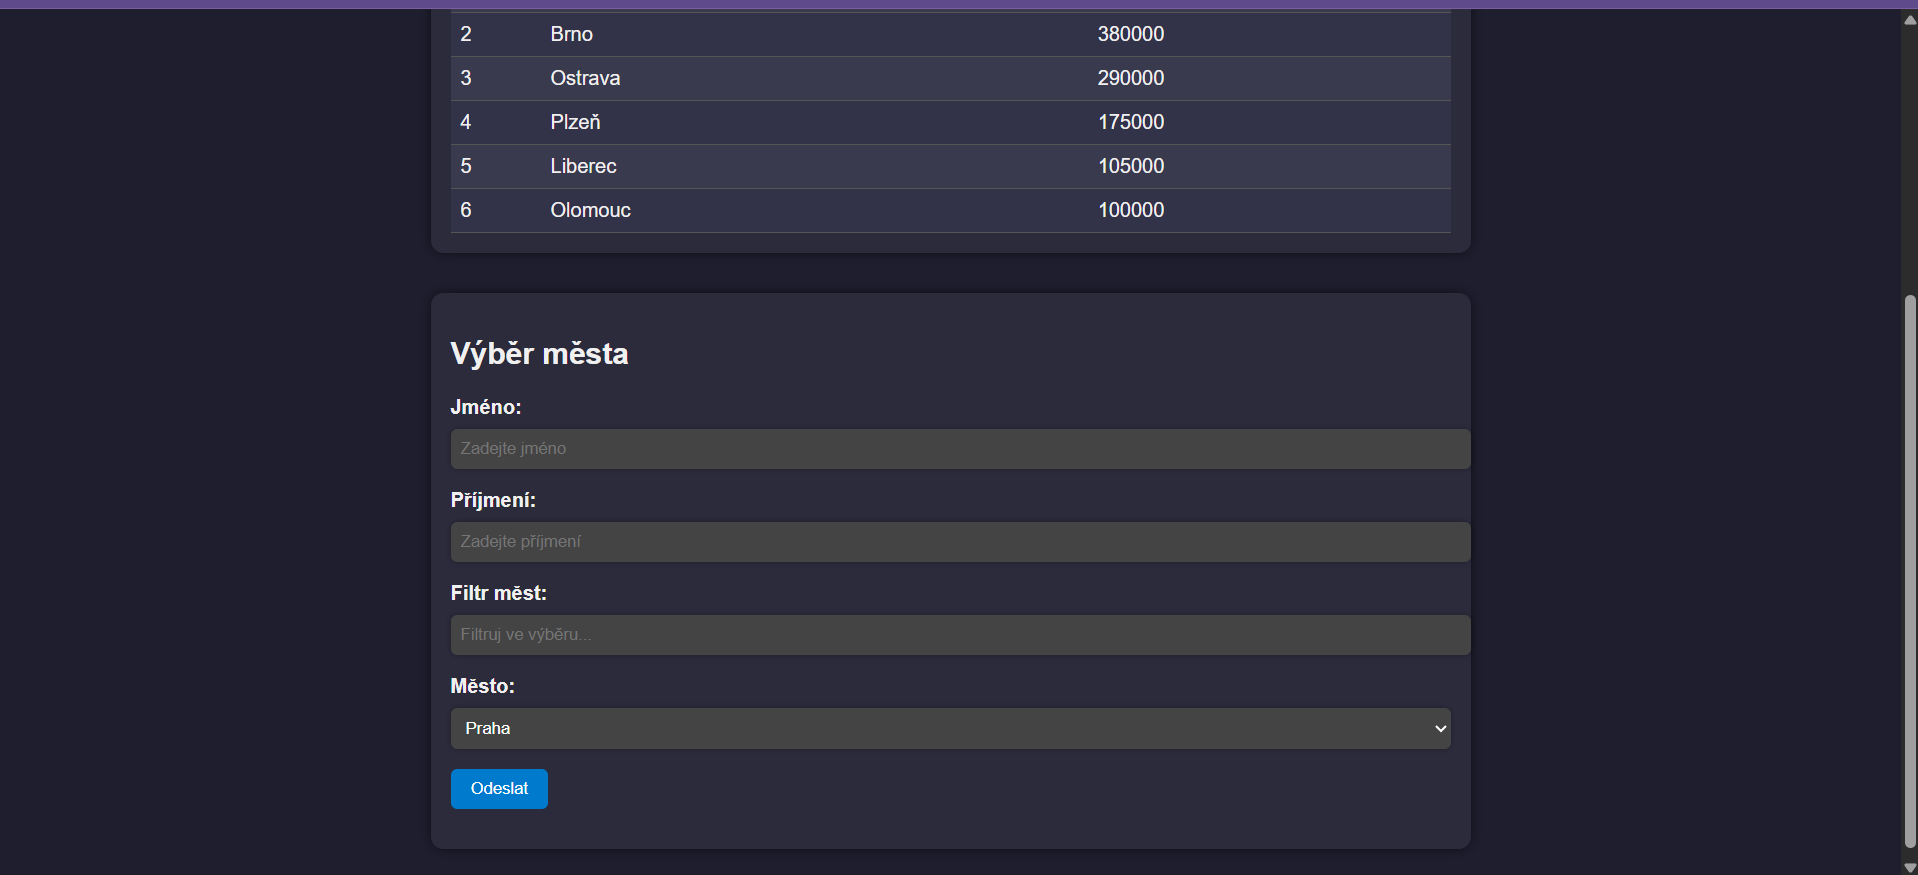 2 Brno 380000
3 Ostrava 290000
4 Plzeň 175000
5 Liberec 105000
6 Olomouc 100000
Výběr města
Jméno:
Zadejte jméno
Příjmení:
Zadejte příjmení
Filtr měst:
Filtruj ve výběru...
Město:
Praha
Odeslat